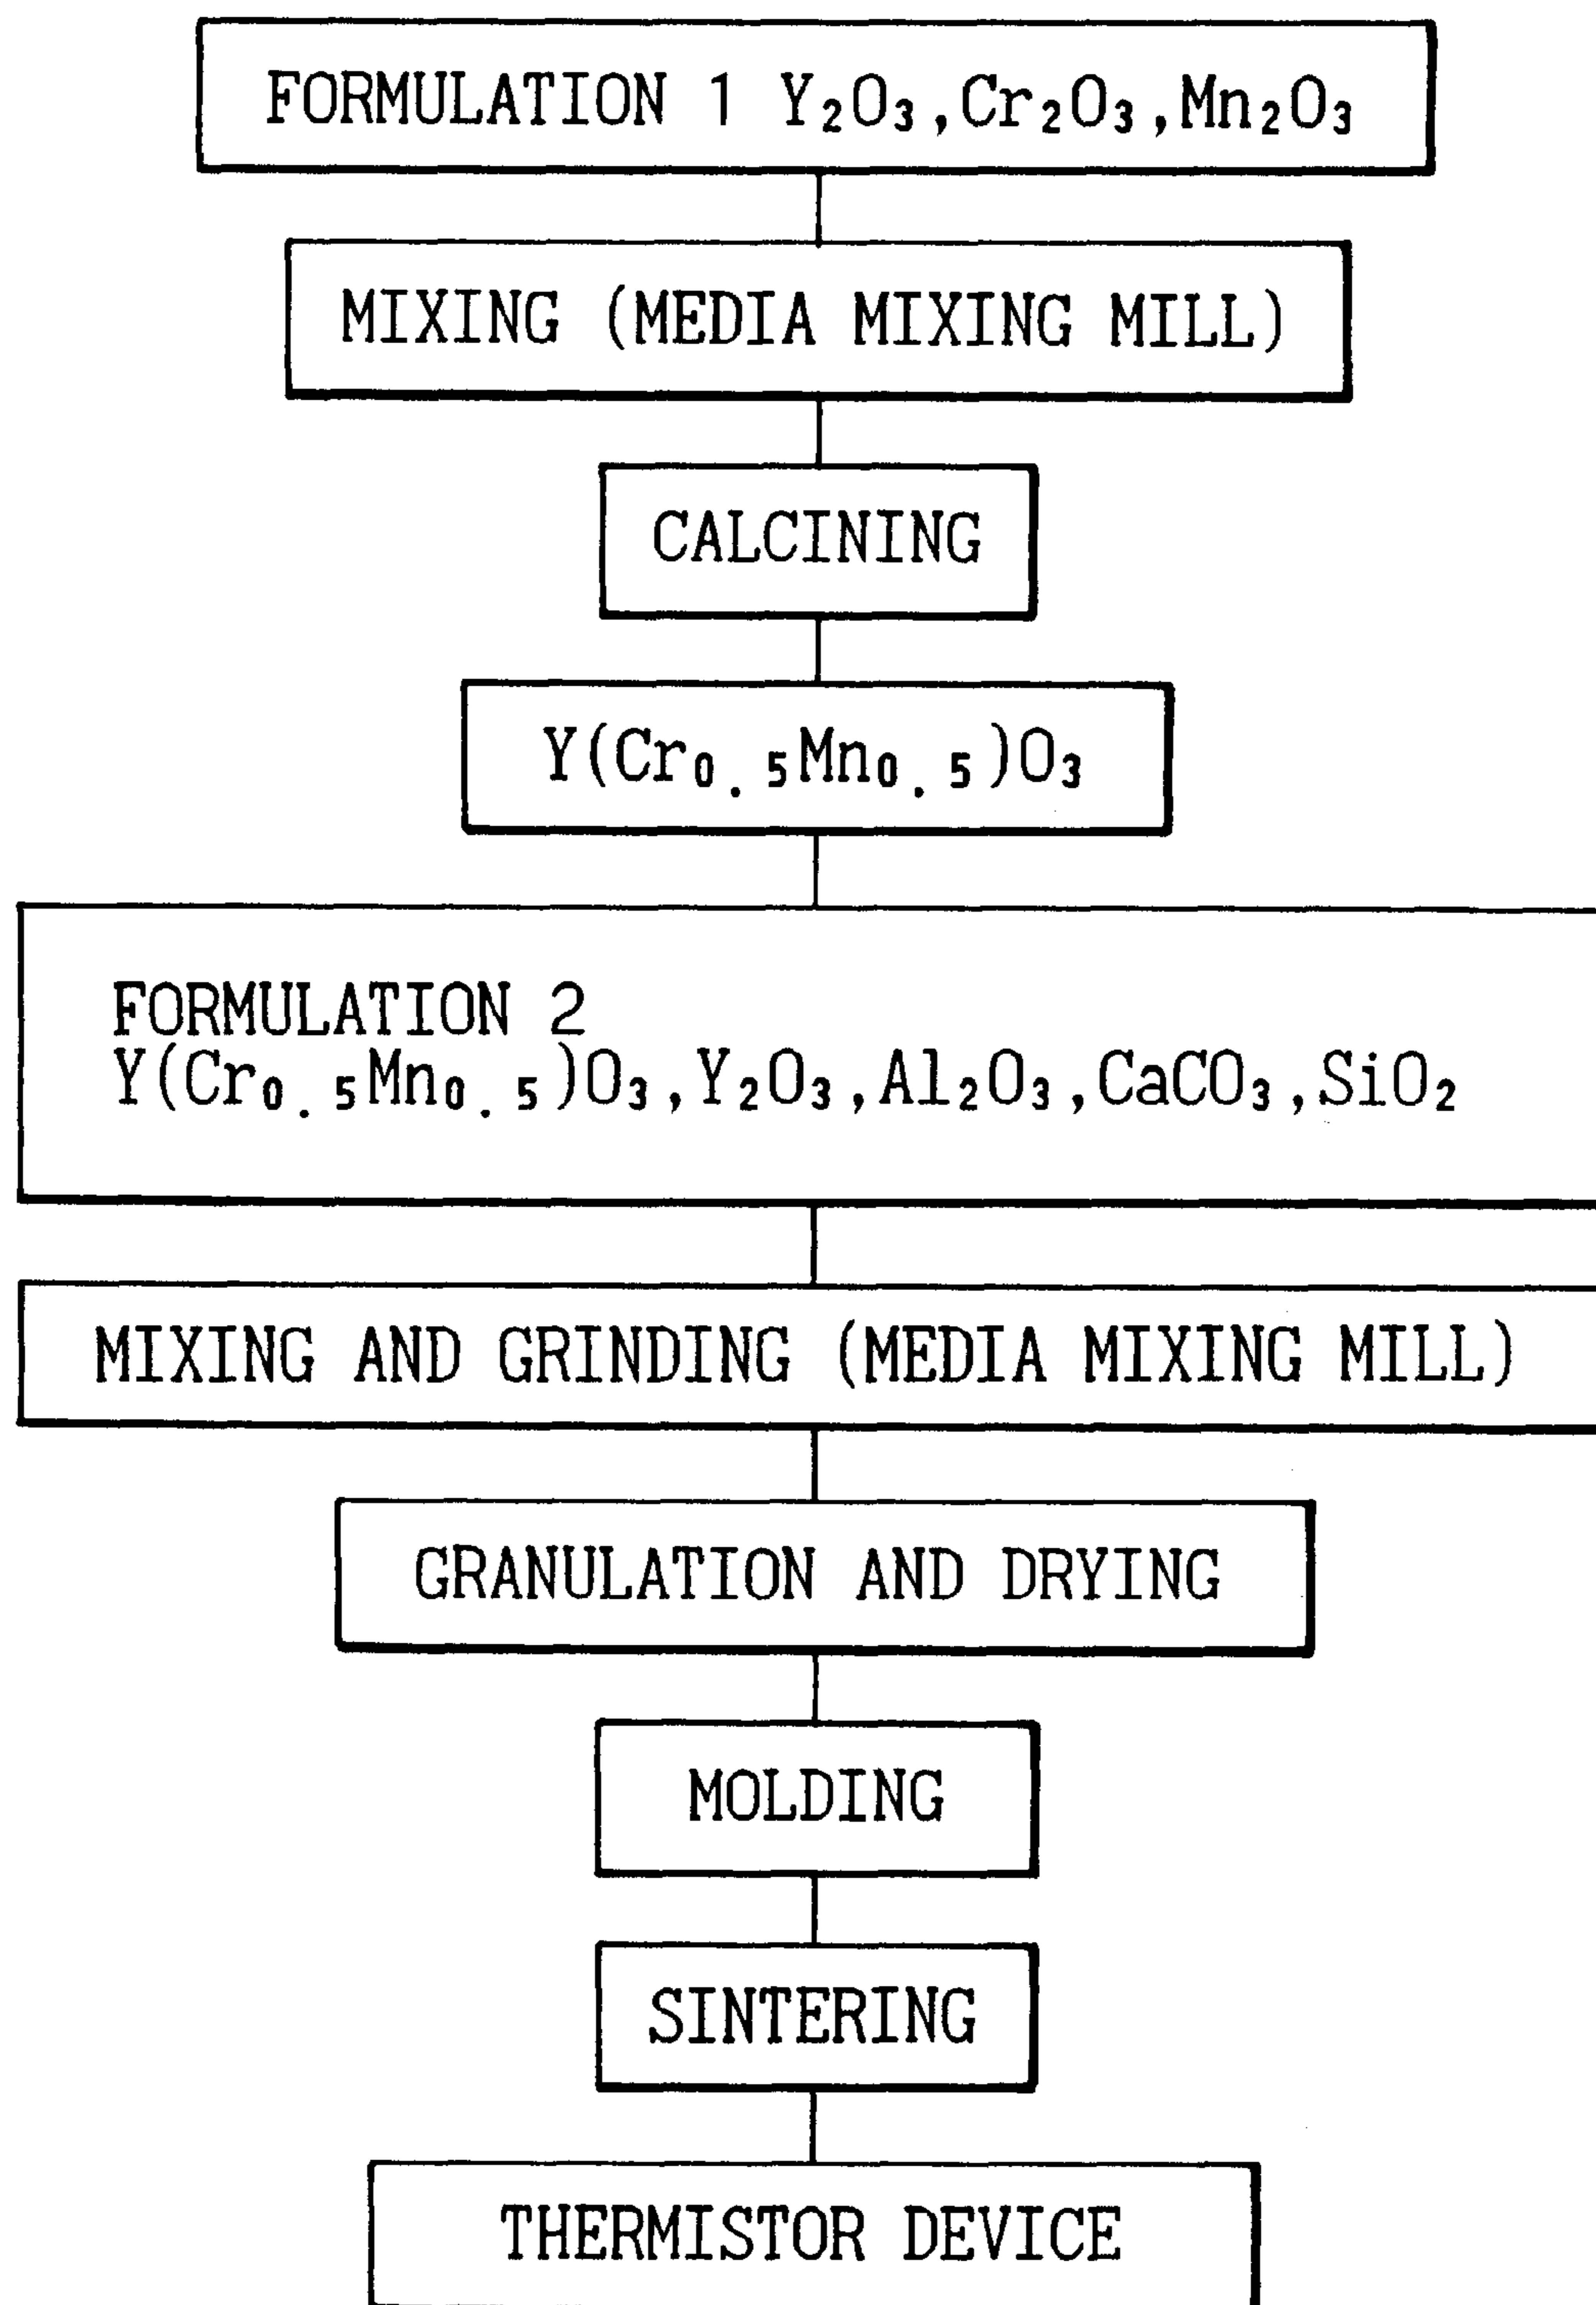 FORMULATION 1 Y₂O₃,Cr₂O₃,Mn₂O₃
MIXING (MEDIA MIXING MILL)
CALCINING
Y(Cr₀.₅Mn₀.₅)O₃
FORMULATION 2
Y(Cr₀.₅Mn₀.₅)O₃,Y₂O₃,Al₂O₃,CaCO₃,SiO₂
MIXING AND GRINDING (MEDIA MIXING MILL)
GRANULATION AND DRYING
MOLDING
SINTERING
THERMISTOR DEVICE